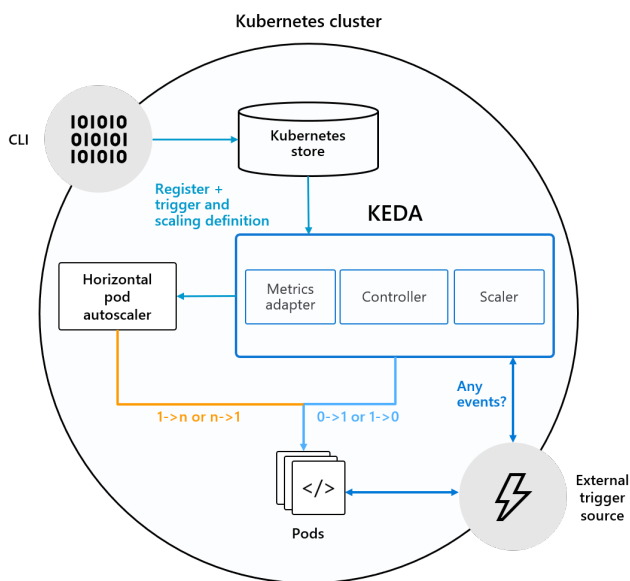 Kubernetes cluster
CLI
101010
010101
101010
Kubernetes
store
Register +
trigger and
scaling definition
KEDA
Horizontal
pod
autoscaler
Metrics
adapter
Controller
Scaler
1->n or n->1
0->1 or 1->0
Any
events?
</>
Pods
External
trigger
source